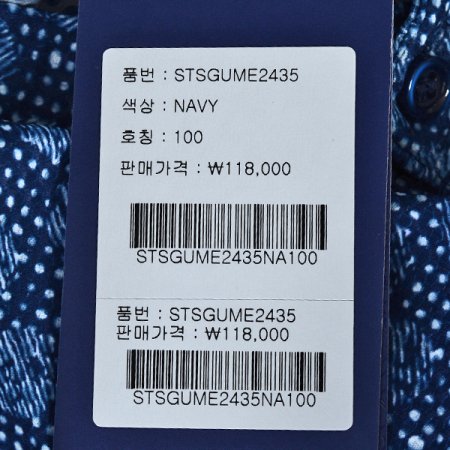 품번 : STSGUME2435
색상 : NAVY
호칭 : 100
판매가격 : ₩118,000
STSGUME2435NA100
품번 : STSGUME2435
판매가격 : ₩118,000
STSGUME2435NA100